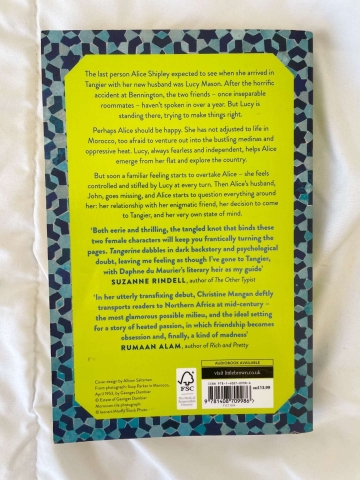 The last person Alice Shipley expected to see when she arrived in
Tangier with her new husband was Lucy Mason. After the horrific
accident at Bennington, the two friends – once inseparable
roommates – haven't spoken in over a year. But Lucy is
standing there, trying to make things right.
Perhaps Alice should be happy. She has not adjusted to life in
Morocco, too afraid to venture out into the bustling medinas and
oppressive heat. Lucy, always fearless and independent, helps Alice
emerge from her flat and explore the country.
But soon a familiar feeling starts to overtake Alice – she feels
controlled and stifled by Lucy at every turn. Then Alice's husband,
John, goes missing, and Alice starts to question everything around
her: her relationship with her enigmatic friend, her decision to come
to Tangier, and her very own state of mind.
'Both eerie and thrilling, the tangled knot that binds these
two female characters will keep you frantically turning the
pages. Tangerine dabbles in dark backstory and psychological
doubt, leaving me feeling as though I've gone to Tangier,
with Daphne du Maurier's literary heir as my guide'
SUZANNE RINDELL, author of The Other Typist
'In her utterly transfixing debut, Christine Mangan deftly
transports readers to Northern Africa at mid-century –
the most glamorous possible milieu, and the ideal setting
for a story of heated passion, in which friendship becomes
obsession and, finally, a kind of madness'
RUMAAN ALAM, author of Rich and Pretty
AUDIOBOOK AVAILABLE
visit littlebrown.co.uk
FSC
9781408709986